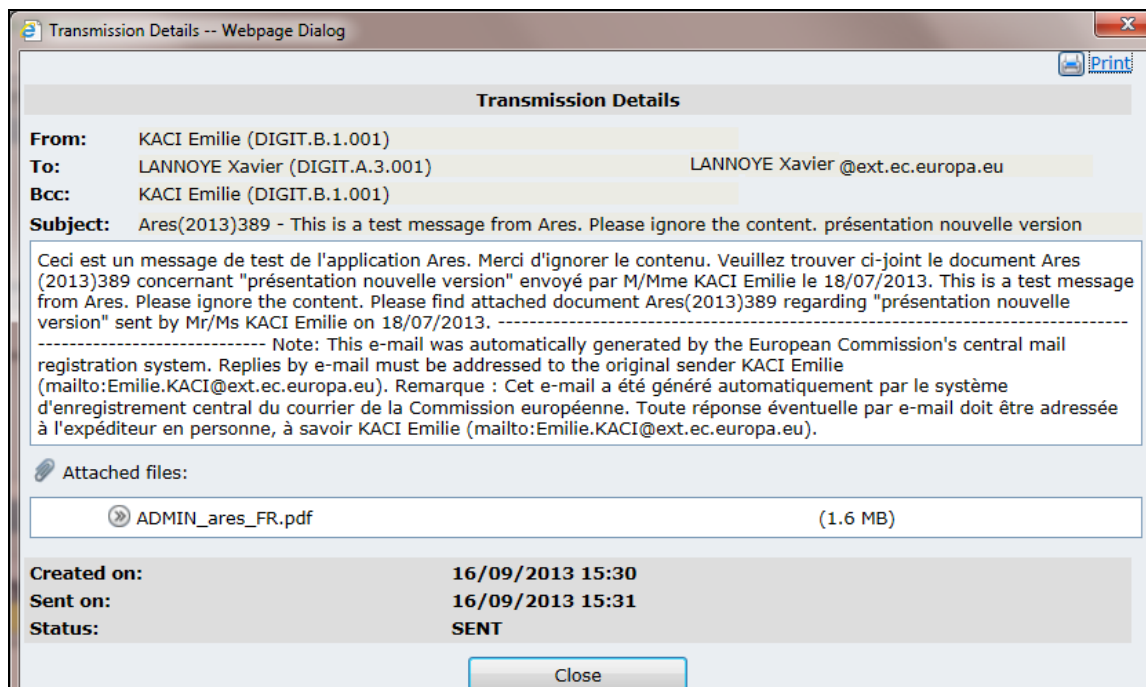 Transmission Details -- Webpage Dialog
x
Print
Transmission Details
From: KACI Emilie (DIGIT.B.1.001)
To: LANNOYE Xavier (DIGIT.A.3.001) LANNOYE Xavier @ext.ec.europa.eu
Bcc: KACI Emilie (DIGIT.B.1.001)
Subject: Ares(2013)389 - This is a test message from Ares. Please ignore the content. présentation nouvelle version
Ceci est un message de test de l'application Ares. Merci d'ignorer le contenu. Veuillez trouver ci-joint le document Ares
(2013)389 concernant "présentation nouvelle version" envoyé par M/Mme KACI Emilie le 18/07/2013. This is a test message
from Ares. Please ignore the content. Please find attached document Ares(2013)389 regarding "présentation nouvelle
version" sent by Mr/Ms KACI Emilie on 18/07/2013. --------------------------------------------------------------------------------
----------------------------- Note: This e-mail was automatically generated by the European Commission's central mail
registration system. Replies by e-mail must be addressed to the original sender KACI Emilie
(mailto:Emilie.KACI@ext.ec.europa.eu). Remarque : Cet e-mail a été généré automatiquement par le système
d'enregistrement central du courrier de la Commission européenne. Toute réponse éventuelle par e-mail doit être adressée
à l'expéditeur en personne, à savoir KACI Emilie (mailto:Emilie.KACI@ext.ec.europa.eu).
Attached files:
ADMIN_ares_FR.pdf (1.6 MB)
Created on: 16/09/2013 15:30
Sent on: 16/09/2013 15:31
Status: SENT
Close